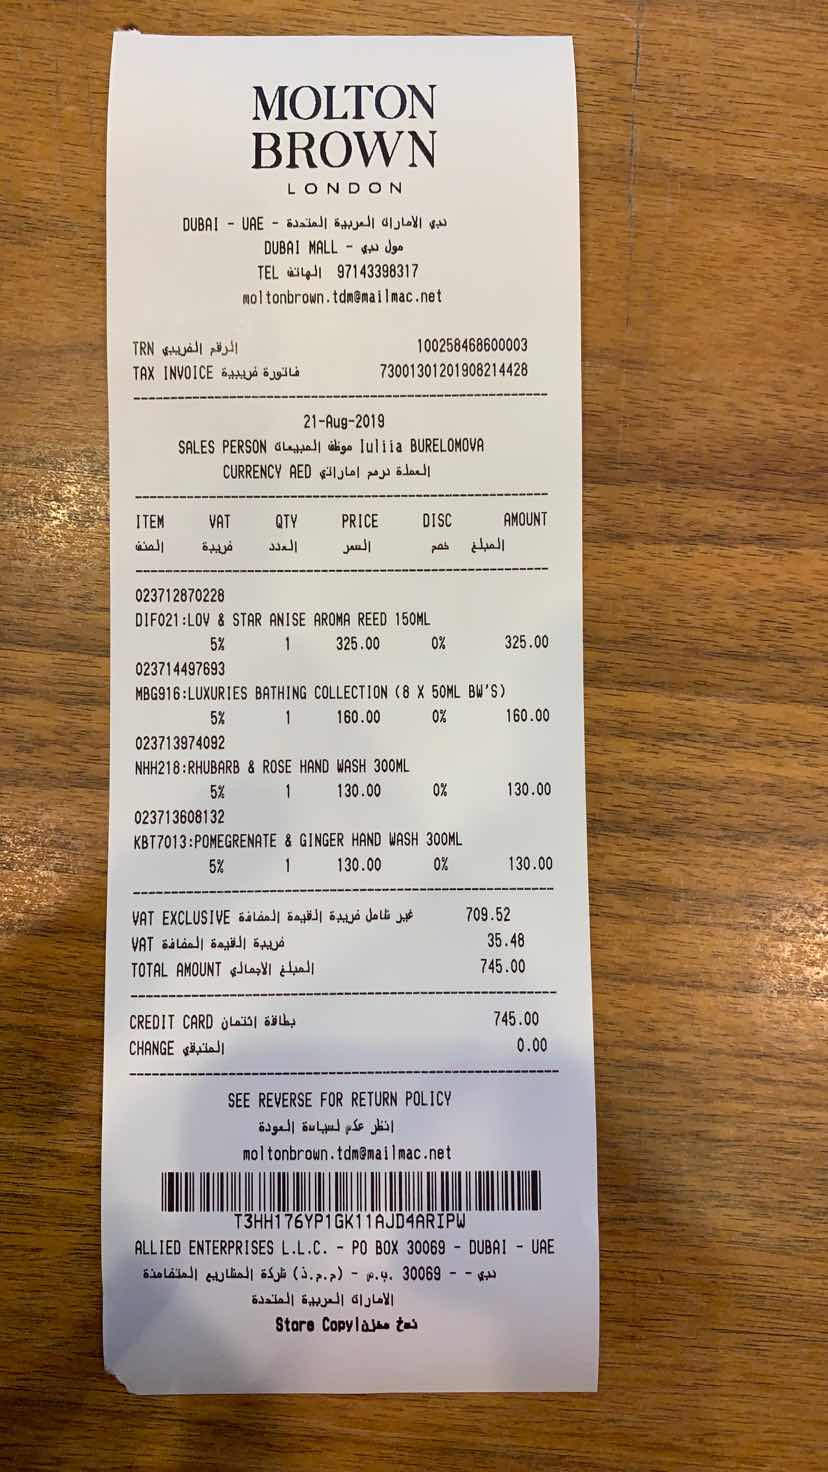 MOLTON
BROWN
LONDON
DUBAI - UAE - دبي الامارات العربية المتحدة
DUBAI MALL - مول دبي
TEL الهاتف 97143398317
moltonbrown.tdm@mailmac.net
TRN الرقم الضريبي 100258468600003
TAX INVOICE فاتورة ضريبية 73001301201908214428
21-Aug-2019
SALES PERSON موظف المبيعات Iuliia BURELOMOVA
CURRENCY AED العملة درهم اماراتي
ITEM VAT QTY PRICE DISC AMOUNT
الصنف ضريبة العدد السعر خصم المبلغ
023712870228
DIF021:LOV & STAR ANISE AROMA REED 150ML
5% 1 325.00 0% 325.00
023714497693
MBG916:LUXURIES BATHING COLLECTION (8 X 50ML BW'S)
5% 1 160.00 0% 160.00
023713974092
NHH218:RHUBARB & ROSE HAND WASH 300ML
5% 1 130.00 0% 130.00
023713608132
KBT7013:POMEGRENATE & GINGER HAND WASH 300ML
5% 1 130.00 0% 130.00
VAT EXCLUSIVE غير شامل ضريبة القيمة المضافة 709.52
VAT ضريبة القيمة المضافة 35.48
TOTAL AMOUNT المبلغ الاجمالي 745.00
CREDIT CARD بطاقة إئتمان 745.00
CHANGE المتبقي 0.00
SEE REVERSE FOR RETURN POLICY
إنظر عكس لسياسة العودة
moltonbrown.tdm@mailmac.net
T3HH176YP1GK11AJD4ARIPW
ALLIED ENTERPRISES L.L.C. - PO BOX 30069 - DUBAI - UAE
شركة المشاريع المتضامنة (ذ.م.م) - ص.ب. 30069 - - دبي
الامارات العربية المتحدة
Store Copy|نسخ مخزن